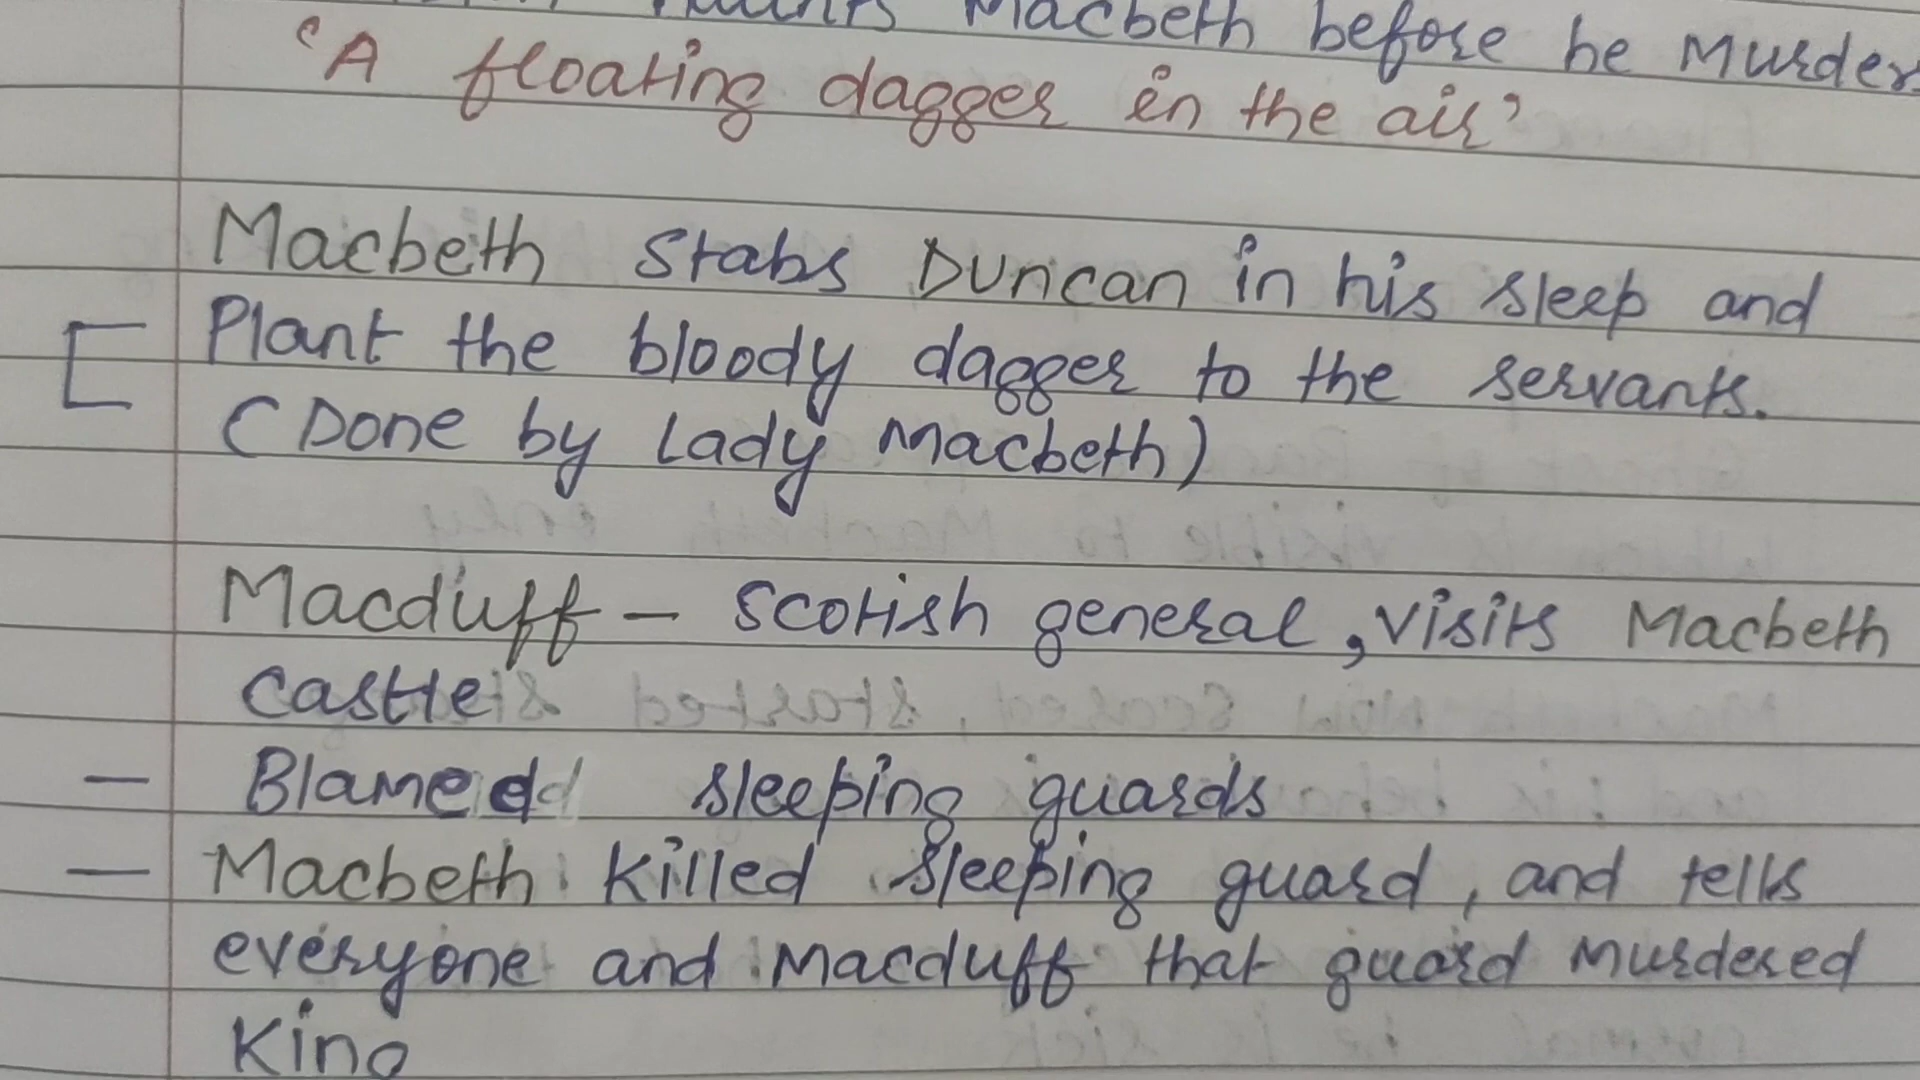 Macbeth before he Murders
'A floating dagger in the air'
Macbeth Stabs Duncan in his sleep and
Plant the bloody dagger to the servants.
(Done by Lady Macbeth)
Macduff - Scottish general, visits Macbeth
castle
- Blamed sleeping guards
- Macbeth killed sleeping guard, and tells
everyone and Macduff that guard murdered
King